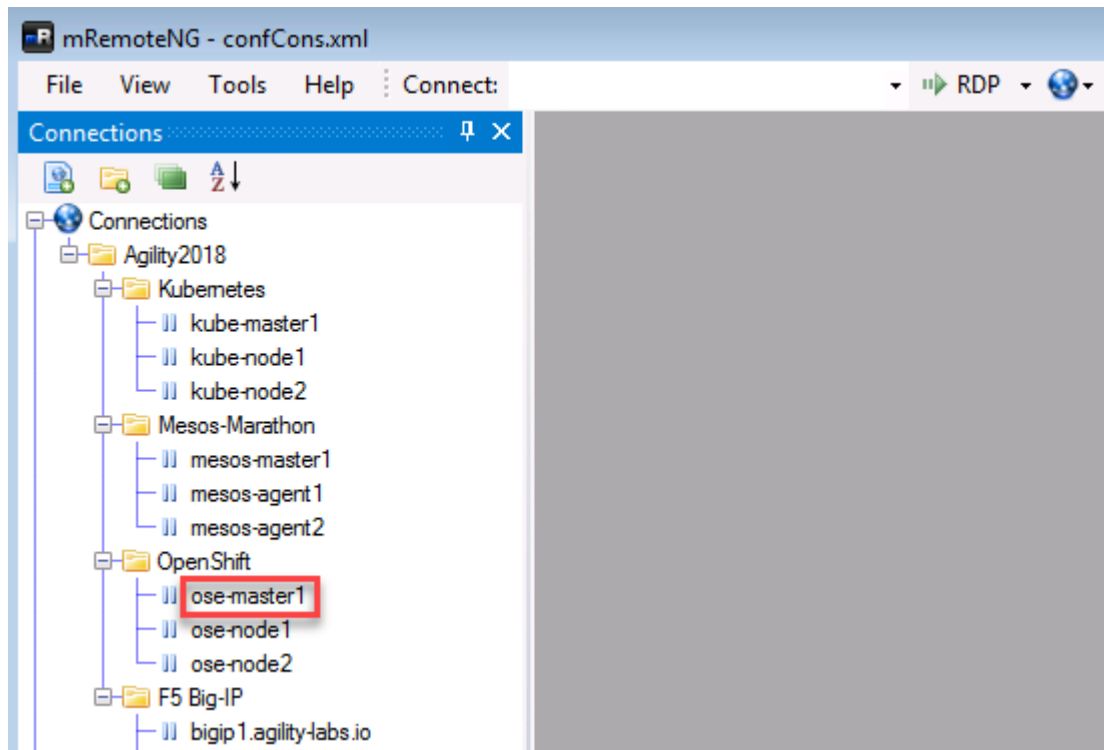 mRemoteNG - confCons.xml
File View Tools Help Connect: RDP
Connections
Connections
Agility2018
Kubernetes
kube-master1
kube-node1
kube-node2
Mesos-Marathon
mesos-master1
mesos-agent1
mesos-agent2
OpenShift
ose-master1
ose-node1
ose-node2
F5 Big-IP
bigip1.agility-labs.io